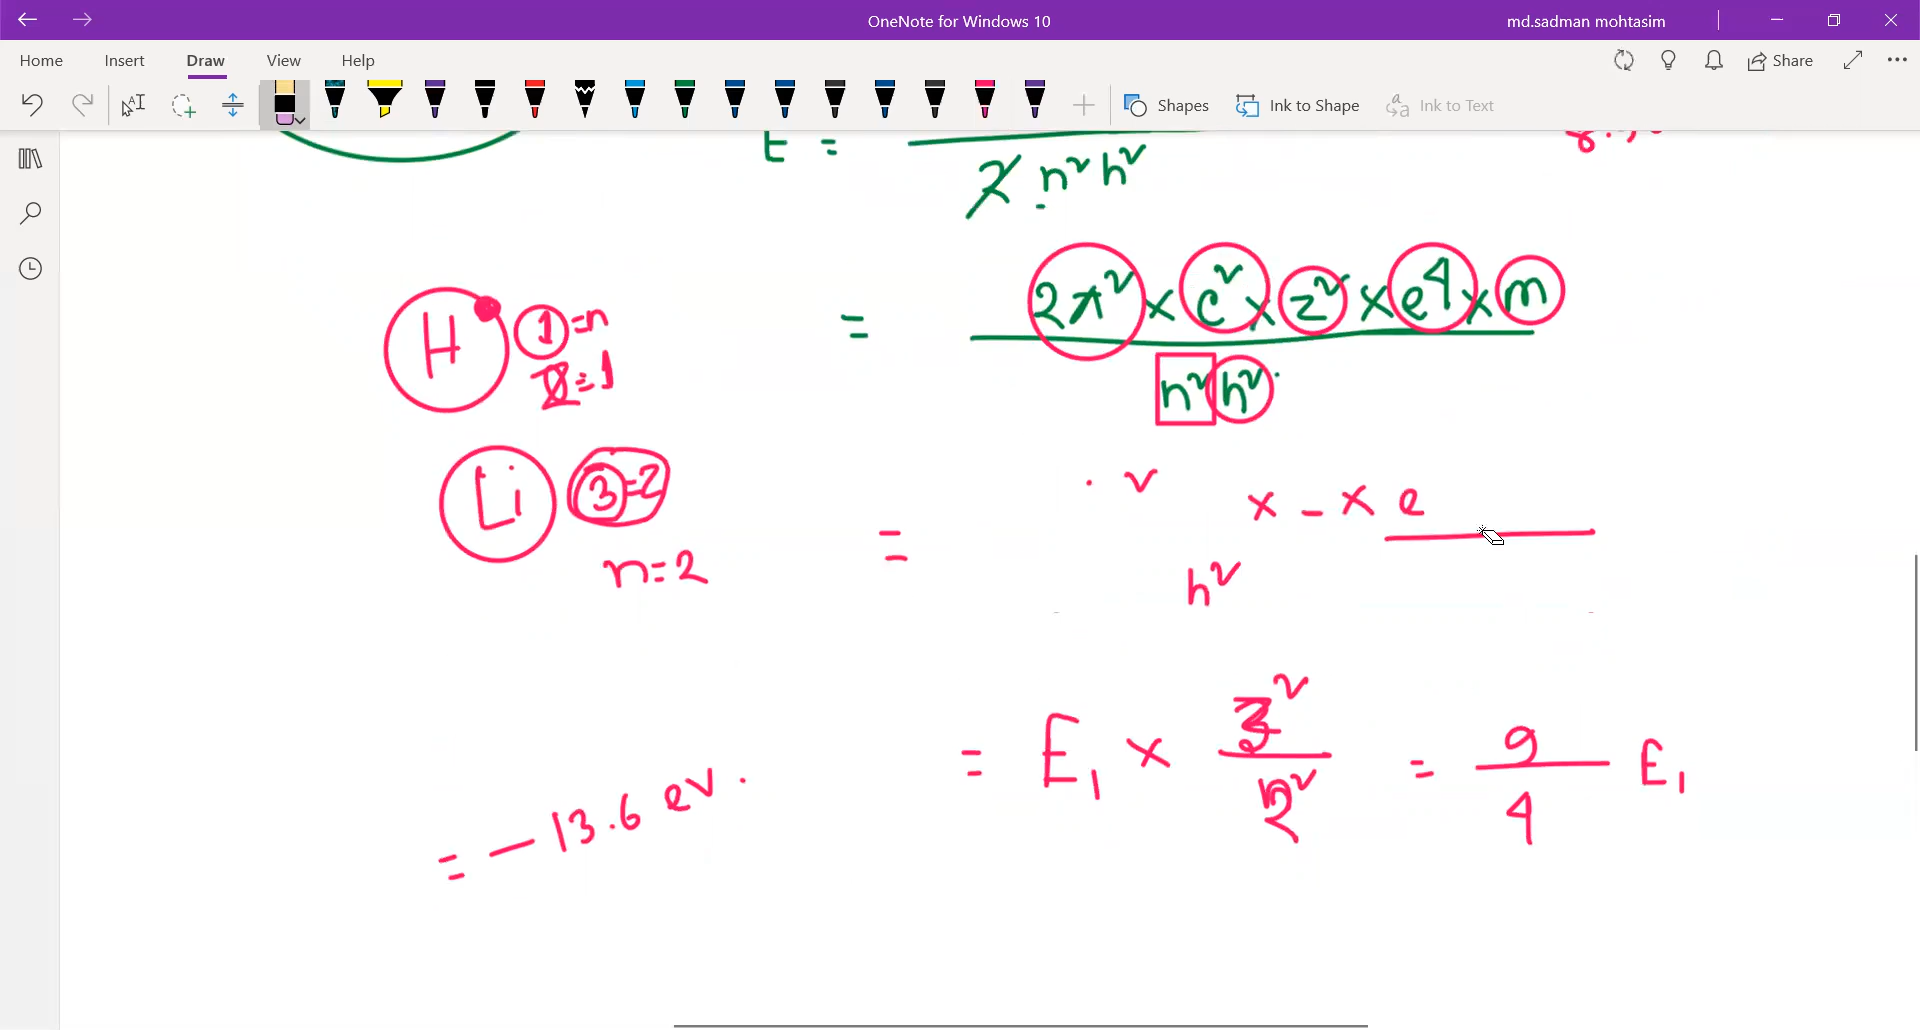 OneNote for Windows 10
md.sadman mohtasim
Home Insert Draw View Help
Share
Shapes Ink to Shape Ink to Text
E =
2 n² h²
= 2π² × c² × z² × e⁴ × m
n² h²
H 1 = n
Z = 1
Li 3 = Z
n = 2
= × - × e
h²
= E₁ × 3² / 2² = 9 / 4 E₁
= - 13.6 eV.